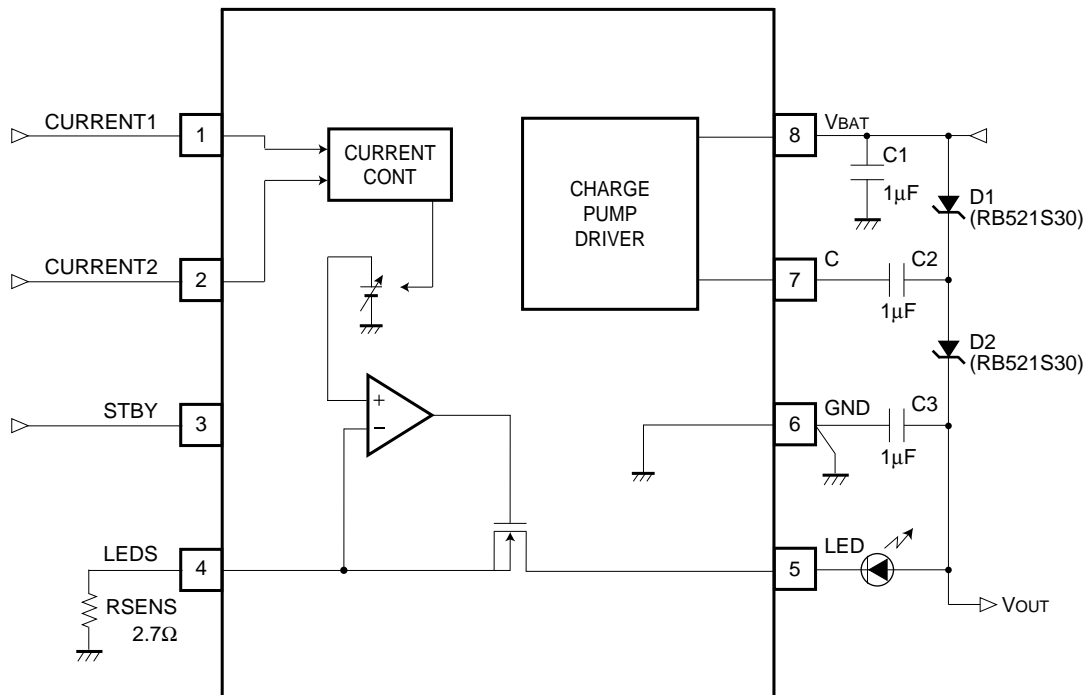 CURRENT1
1
CURRENT
CONT
CURRENT2
2
STBY
3
+
−
LEDS
4
RSENS
2.7Ω
CHARGE
PUMP
DRIVER
8
VBAT
C1
1μF
D1
(RB521S30)
7
C
C2
1μF
D2
(RB521S30)
6
GND
C3
1μF
5
LED
VOUT